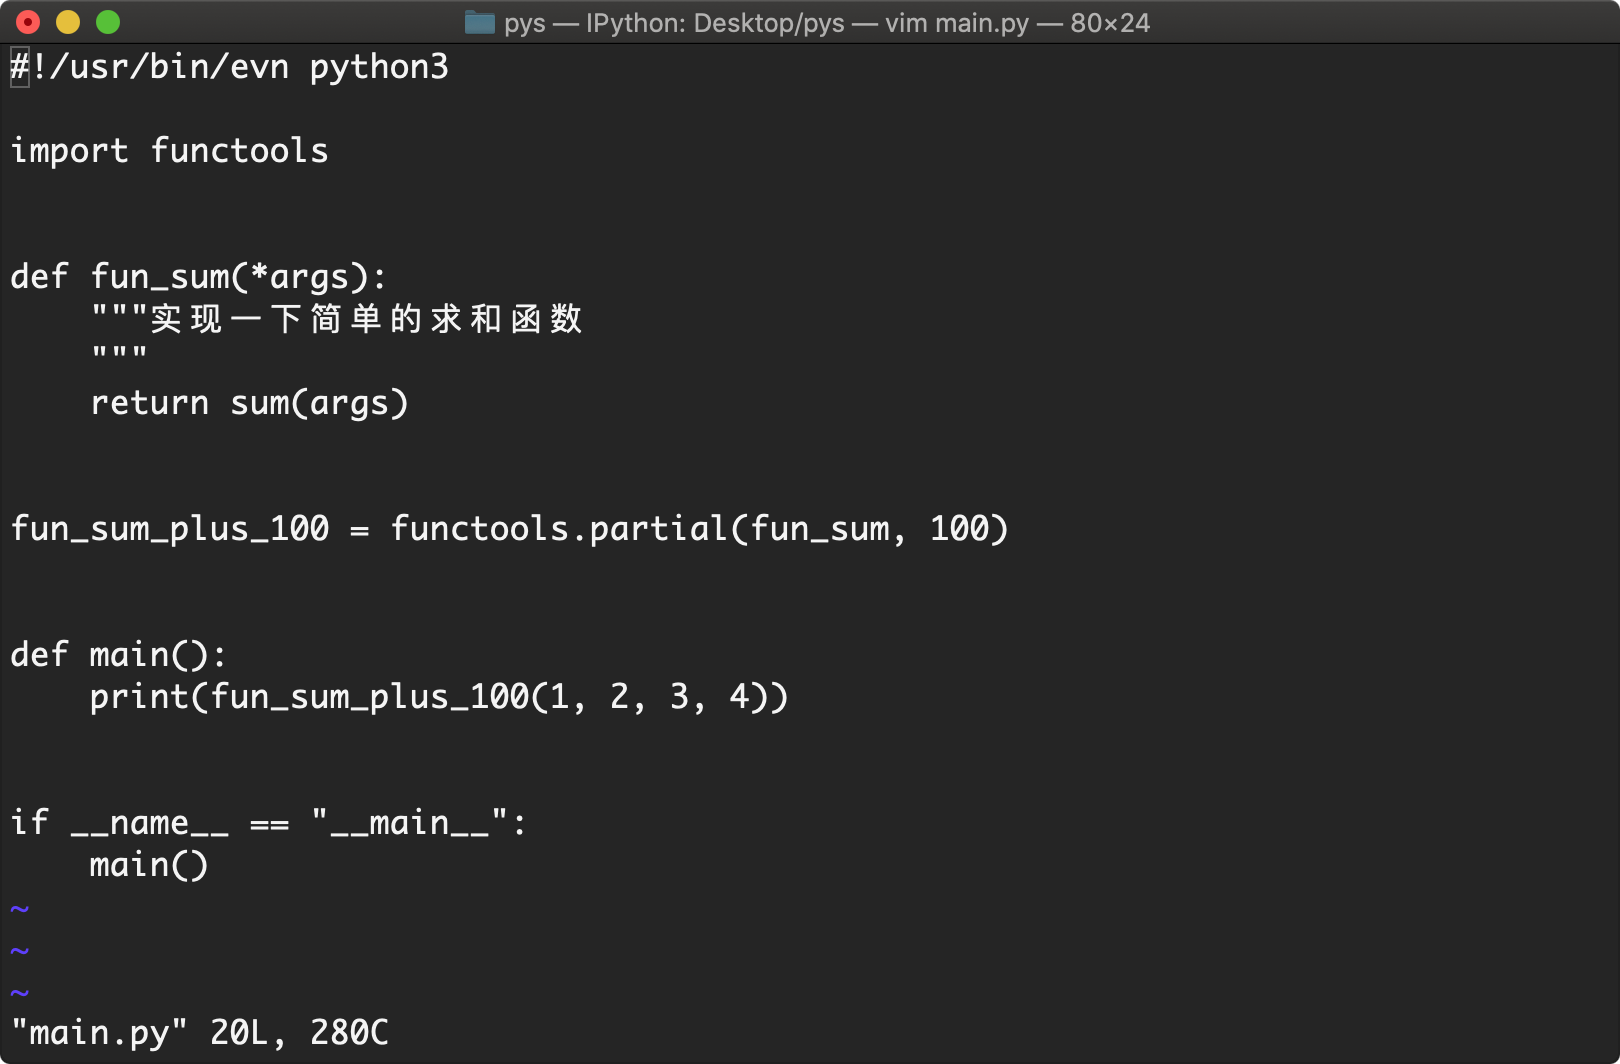 pys — IPython: Desktop/pys — vim main.py — 80×24
#!/usr/bin/evn python3
import functools
def fun_sum(*args):
    """实现一下简单的求和函数
    """
    return sum(args)
fun_sum_plus_100 = functools.partial(fun_sum, 100)
def main():
    print(fun_sum_plus_100(1, 2, 3, 4))
if __name__ == "__main__":
    main()
~
~
~
"main.py" 20L, 280C